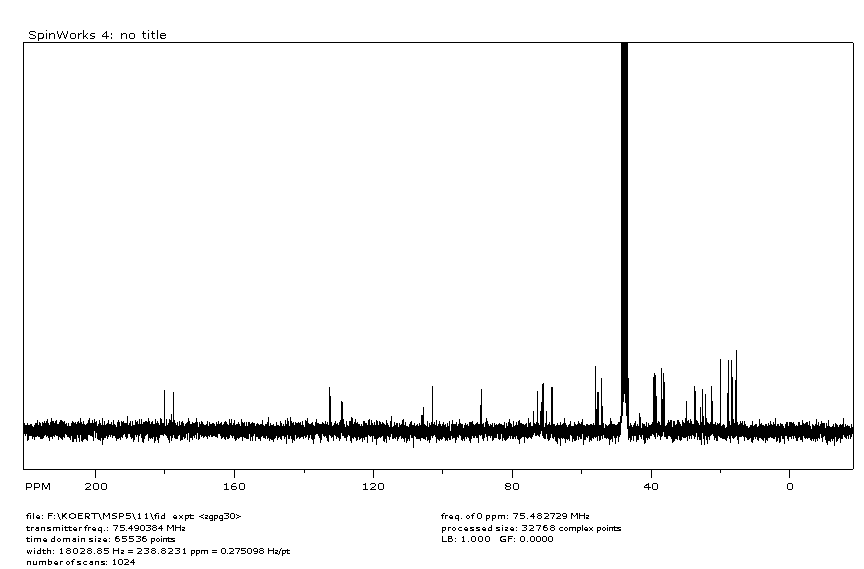 SpinWorks 4: no title
PPM 200 160 120 80 40 0
file: F:\KOERT\MSP5\11\fid expt: <zgpg30>
transmitter freq.: 75.490384 MHz
time domain size: 65536 points
width: 18028.85 Hz = 238.8231 ppm = 0.275098 Hz/pt
number of scans: 1024
freq. of 0 ppm: 75.482729 MHz
processed size: 32768 complex points
LB: 1.000 GF: 0.0000